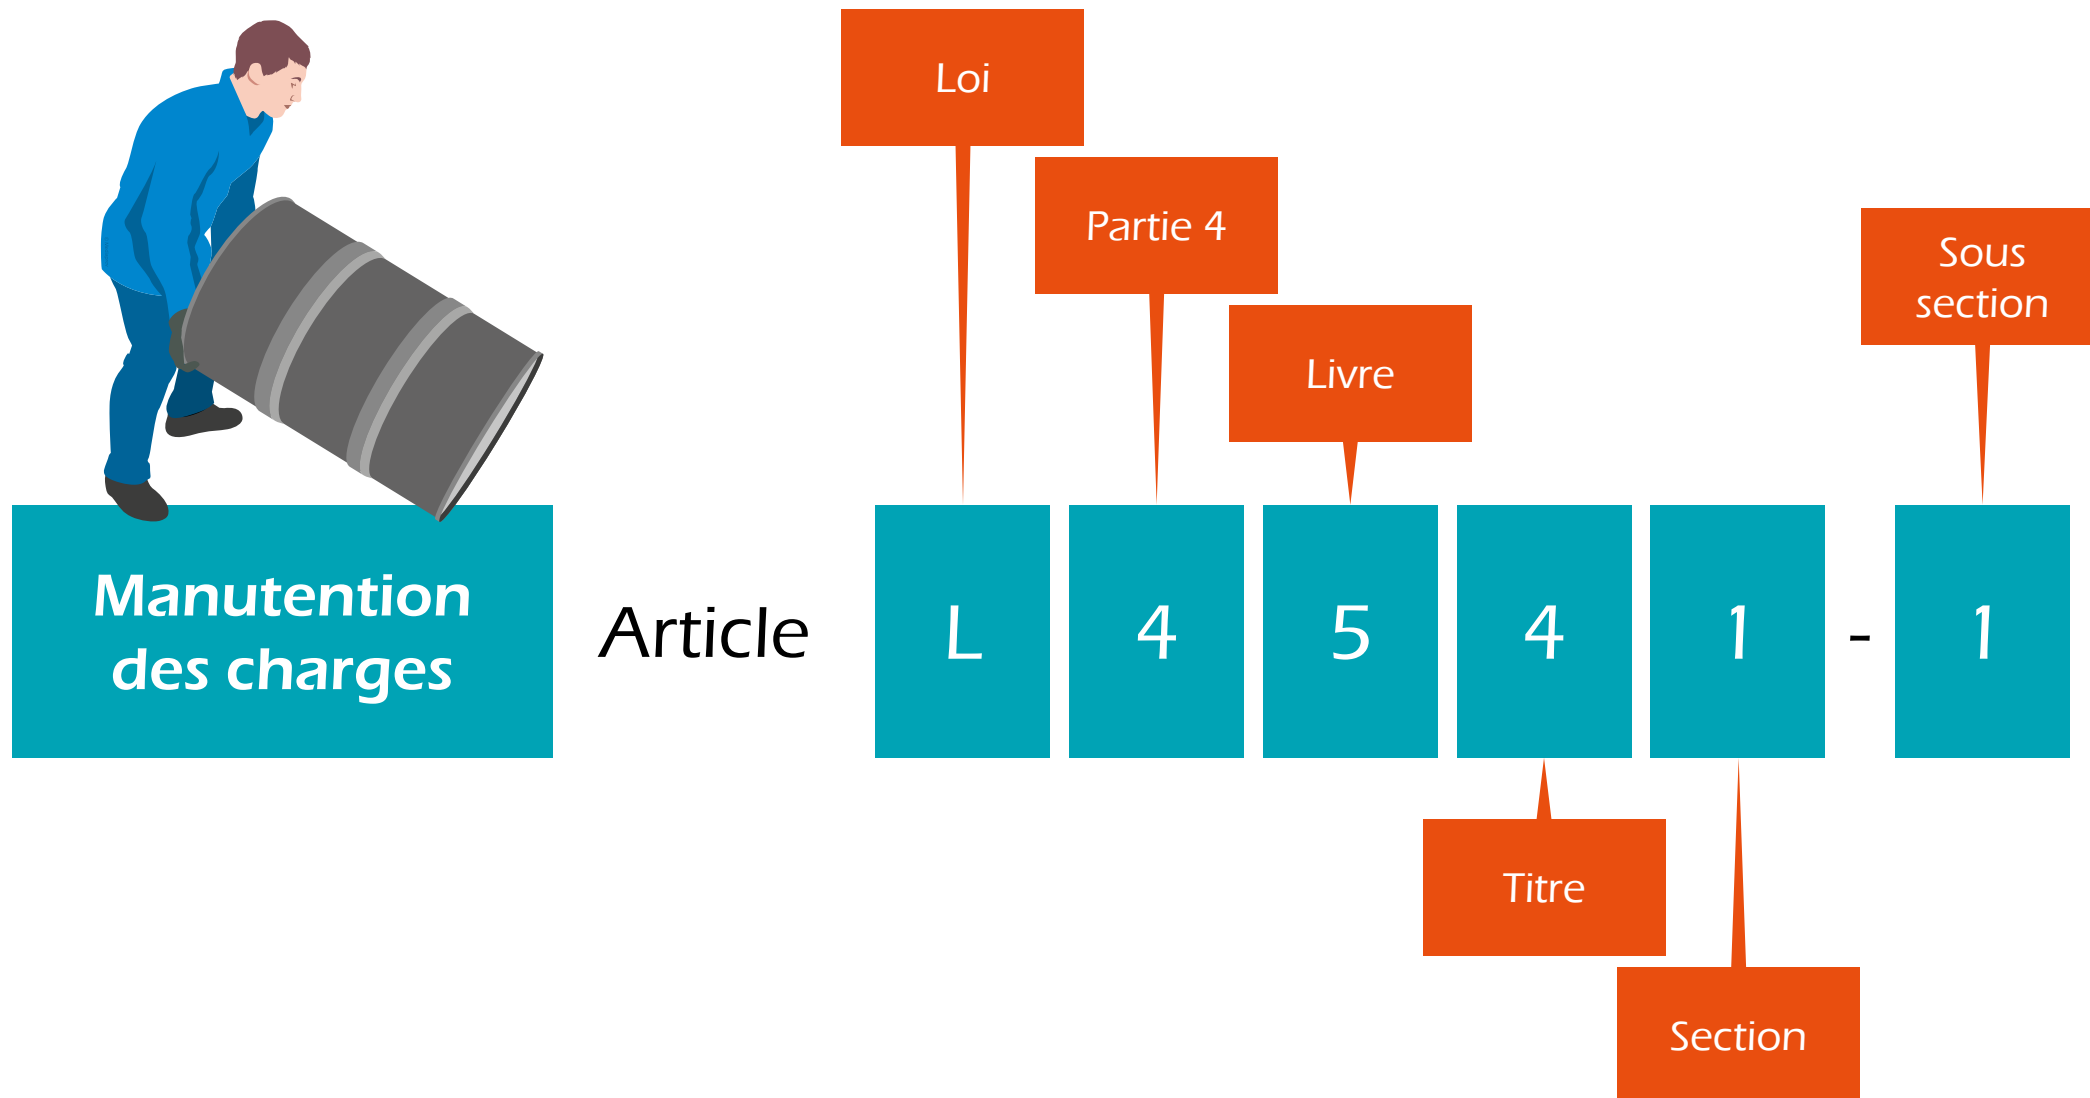 Loi
Partie 4
Livre
Sous
section
Manutention
des charges
Article L 4 5 4 1 - 1
Titre
Section